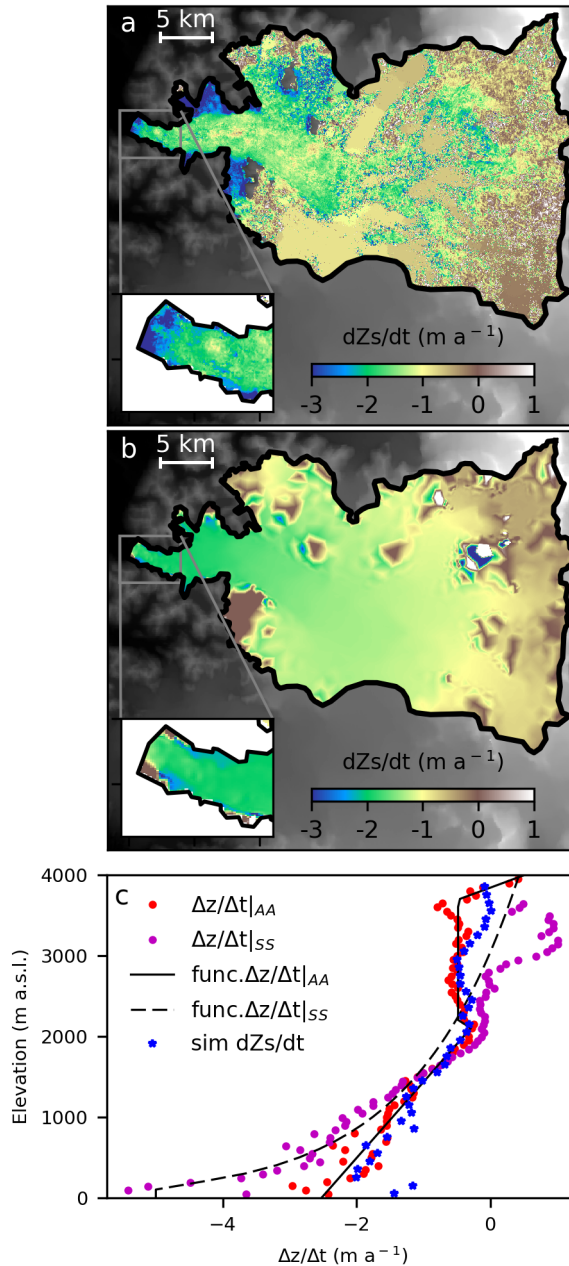 a
5 km
dZs/dt (m a⁻¹)
-3 -2 -1 0 1
b
5 km
dZs/dt (m a⁻¹)
-3 -2 -1 0 1
c
4000
3000
2000
1000
0
Elevation (m a.s.l.)
Δz/Δt|AA
Δz/Δt|SS
func.Δz/Δt|AA
func.Δz/Δt|SS
sim dZs/dt
−4 −2 0
Δz/Δt (m a⁻¹)